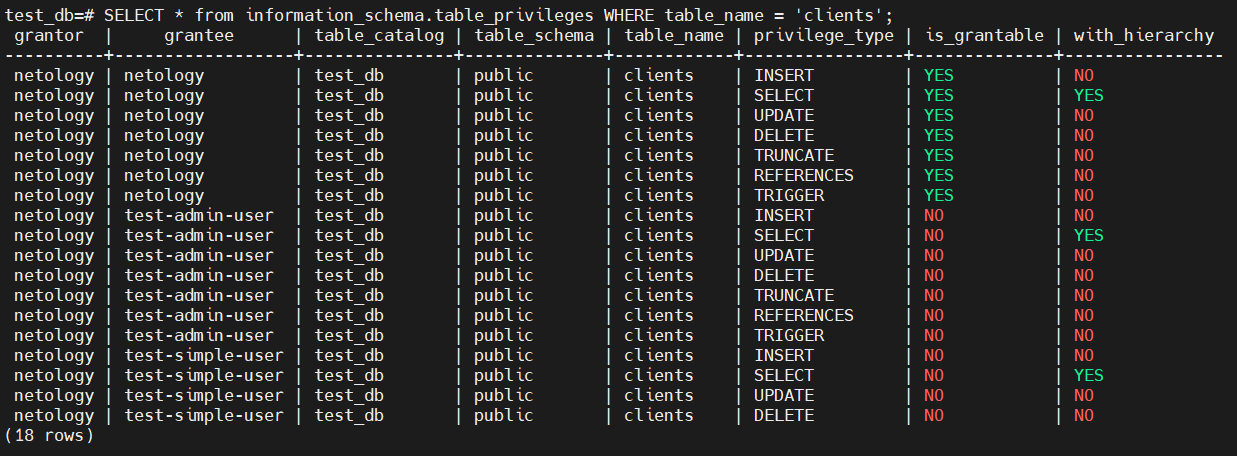 test_db=# SELECT * from information_schema.table_privileges WHERE table_name = 'clients';
 grantor  |     grantee      | table_catalog | table_schema | table_name | privilege_type | is_grantable | with_hierarchy
----------+------------------+---------------+--------------+------------+----------------+--------------+----------------
 netology | netology         | test_db       | public       | clients    | INSERT         | YES          | NO
 netology | netology         | test_db       | public       | clients    | SELECT         | YES          | YES
 netology | netology         | test_db       | public       | clients    | UPDATE         | YES          | NO
 netology | netology         | test_db       | public       | clients    | DELETE         | YES          | NO
 netology | netology         | test_db       | public       | clients    | TRUNCATE       | YES          | NO
 netology | netology         | test_db       | public       | clients    | REFERENCES     | YES          | NO
 netology | netology         | test_db       | public       | clients    | TRIGGER        | YES          | NO
 netology | test-admin-user  | test_db       | public       | clients    | INSERT         | NO           | NO
 netology | test-admin-user  | test_db       | public       | clients    | SELECT         | NO           | YES
 netology | test-admin-user  | test_db       | public       | clients    | UPDATE         | NO           | NO
 netology | test-admin-user  | test_db       | public       | clients    | DELETE         | NO           | NO
 netology | test-admin-user  | test_db       | public       | clients    | TRUNCATE       | NO           | NO
 netology | test-admin-user  | test_db       | public       | clients    | REFERENCES     | NO           | NO
 netology | test-admin-user  | test_db       | public       | clients    | TRIGGER        | NO           | NO
 netology | test-simple-user | test_db       | public       | clients    | INSERT         | NO           | NO
 netology | test-simple-user | test_db       | public       | clients    | SELECT         | NO           | YES
 netology | test-simple-user | test_db       | public       | clients    | UPDATE         | NO           | NO
 netology | test-simple-user | test_db       | public       | clients    | DELETE         | NO           | NO
(18 rows)